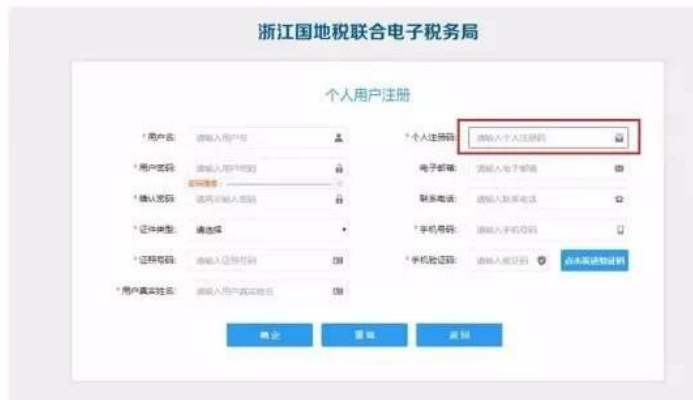 浙江国地税联合电子税务局
个人用户注册
*用户名: 请输入用户名
*个人注册码: 请输入个人注册码
*用户密码: 请输入用户密码
电子邮箱: 请输入电子邮箱
密码强度:
*确认密码: 请再次输入密码
联系电话: 请输入联系电话
*证件类型: 请选择
*手机号码: 请输入手机号码
*证照号码: 请输入证照号码
*手机验证码: 请输入验证码 点击发送验证码
*用户真实姓名: 请输入用户真实姓名
确定 重填 返回